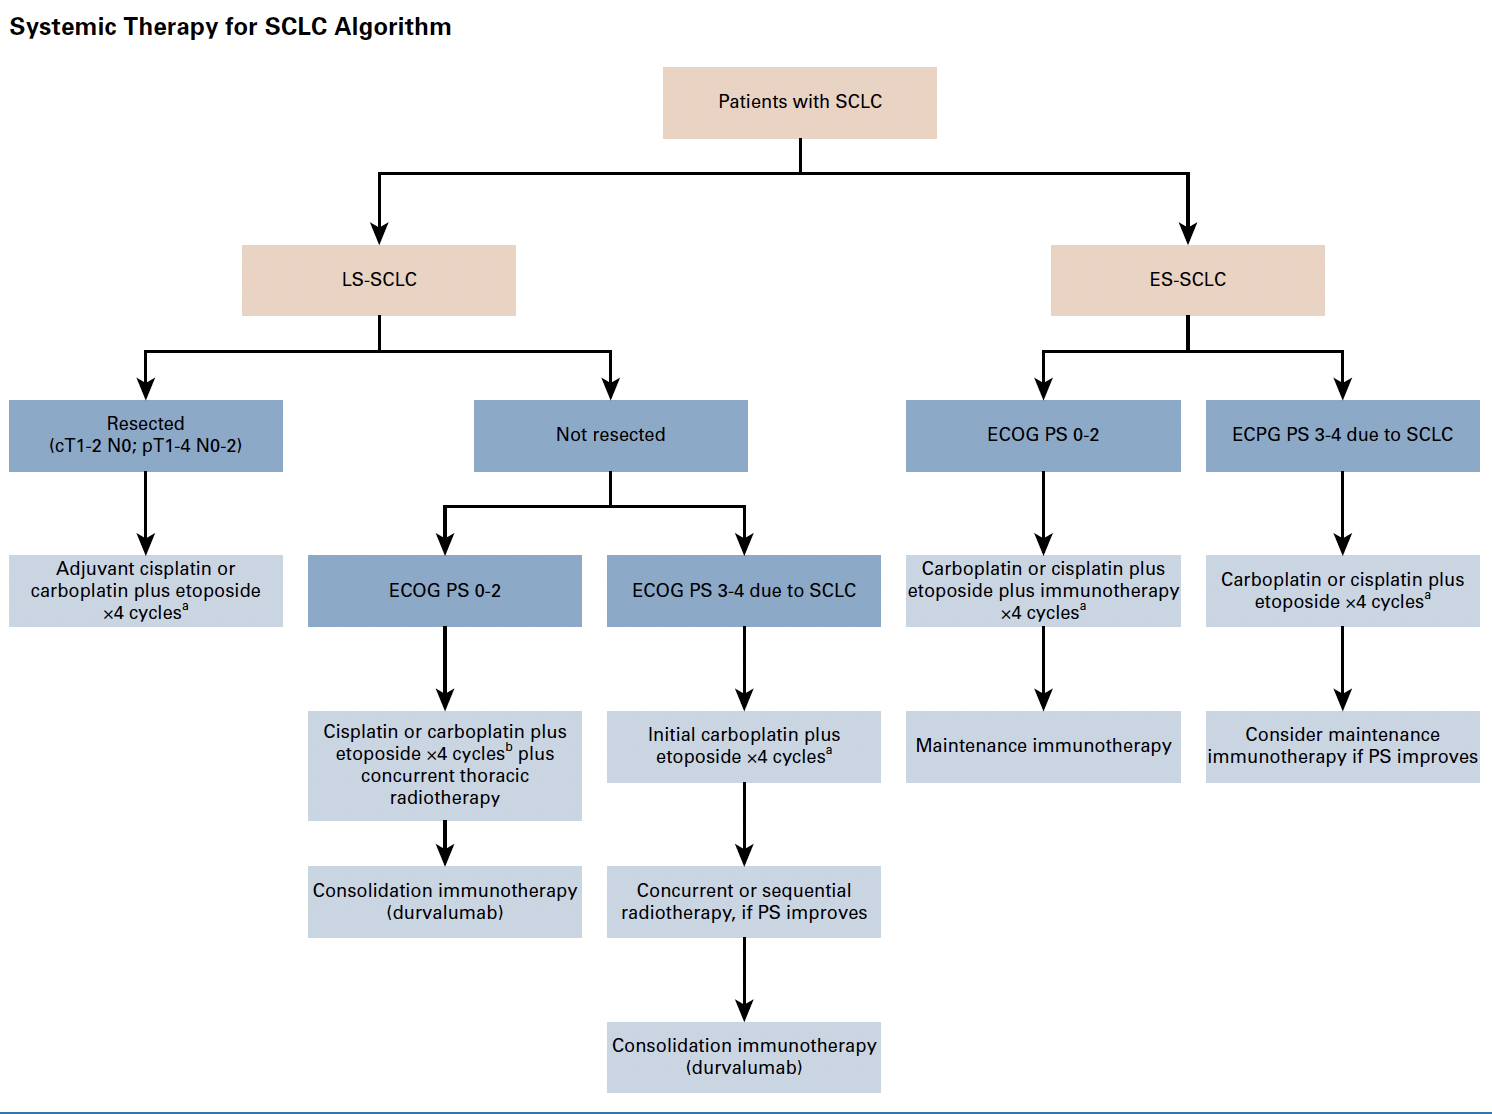 Systemic Therapy for SCLC Algorithm
Patients with SCLC
LS-SCLC
ES-SCLC
Resected
(cT1-2 N0; pT1-4 N0-2)
Not resected
ECOG PS 0-2
ECPG PS 3-4 due to SCLC
Adjuvant cisplatin or
carboplatin plus etoposide
×4 cyclesa
ECOG PS 0-2
ECOG PS 3-4 due to SCLC
Carboplatin or cisplatin plus
etoposide plus immunotherapy
×4 cyclesa
Carboplatin or cisplatin plus
etoposide ×4 cyclesa
Cisplatin or carboplatin plus
etoposide ×4 cyclesb plus
concurrent thoracic
radiotherapy
Initial carboplatin plus
etoposide ×4 cyclesa
Maintenance immunotherapy
Consider maintenance
immunotherapy if PS improves
Consolidation immunotherapy
(durvalumab)
Concurrent or sequential
radiotherapy, if PS improves
Consolidation immunotherapy
(durvalumab)